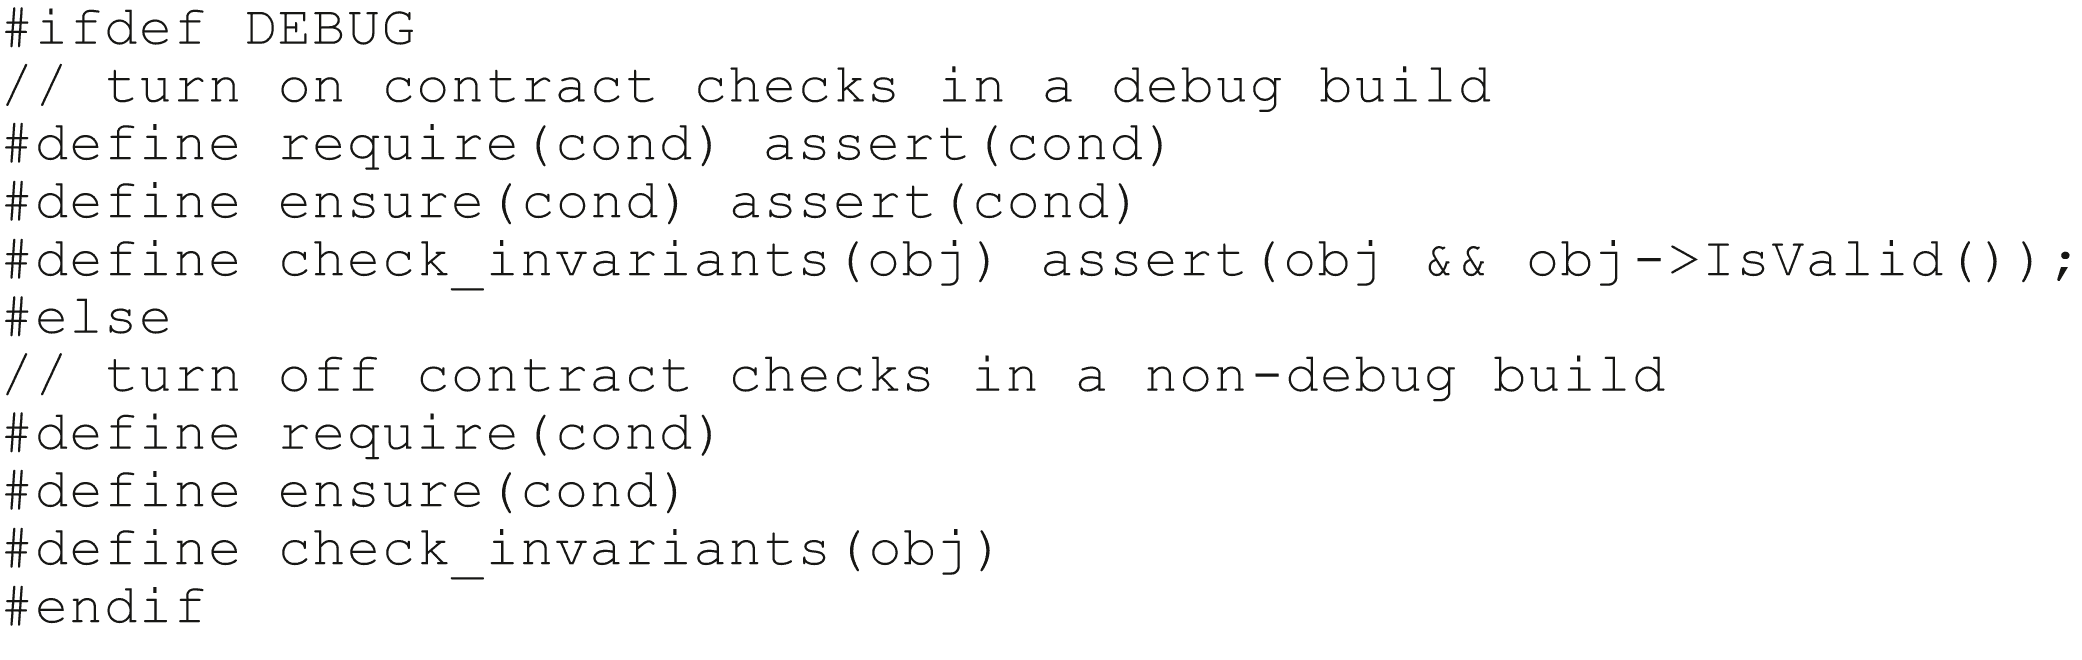 #ifdef DEBUG
// turn on contract checks in a debug build
#define require(cond) assert(cond)
#define ensure(cond) assert(cond)
#define check_invariants(obj) assert(obj && obj->IsValid());
#else
// turn off contract checks in a non-debug build
#define require(cond)
#define ensure(cond)
#define check_invariants(obj)
#endif